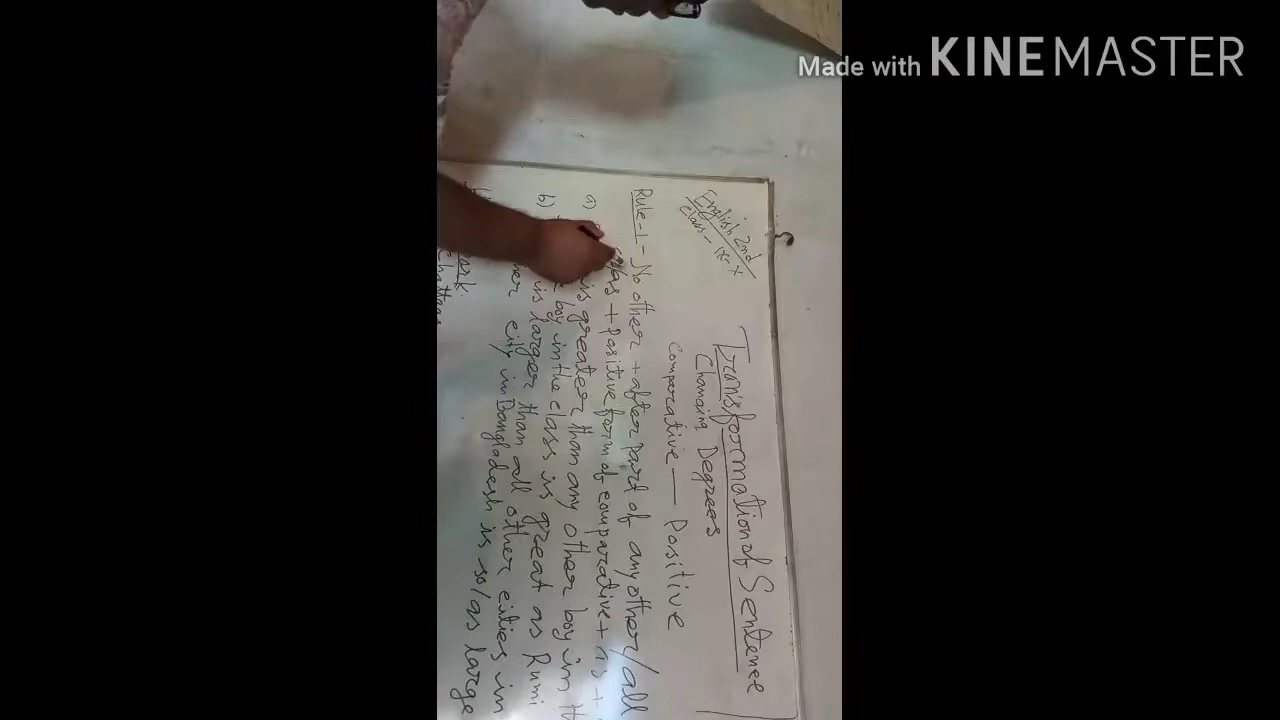 Made with KINEMASTER
English 2nd
class - IX-X
Transformation of Sentence
Changing Degrees
Comparative — Positive
Rule-1 - No other + after part of any other/all
/as + positive form of comparative + as +
a) is greater than any other boy in
boy in the class is great as Rumi
b) is larger than all other cities in
city in Bangladesh is so/as large